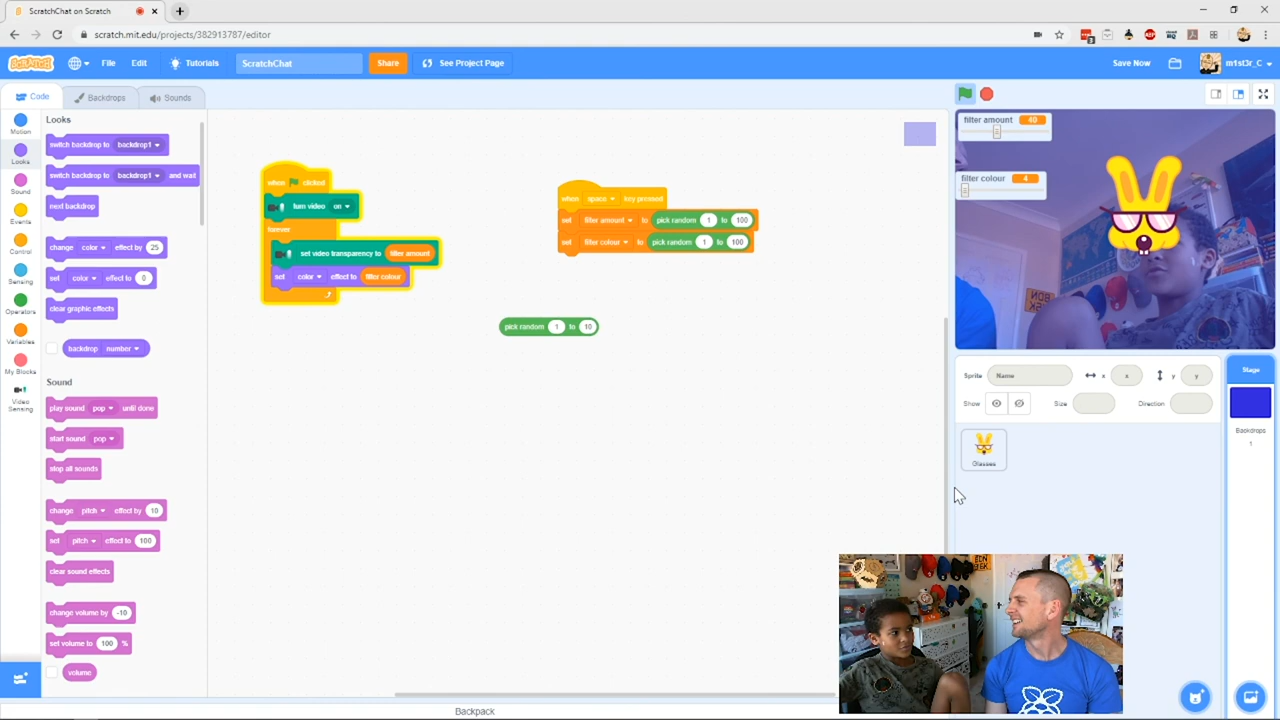 ScratchChat on Scratch
scratch.mit.edu/projects/382913787/editor
SCRATCH
File
Edit
Tutorials
ScratchChat
Share
See Project Page
Save Now
m1st3r_C
Code
Backdrops
Sounds
Motion
Looks
Sound
Events
Control
Sensing
Operators
Variables
My Blocks
Video
Sensing
Looks
switch backdrop to backdrop1
switch backdrop to backdrop1 and wait
next backdrop
change color effect by 25
set color effect to 0
clear graphic effects
backdrop number
Sound
play sound pop until done
start sound pop
stop all sounds
change pitch effect by 10
set pitch effect to 100
clear sound effects
change volume by -10
set volume to 100 %
volume
when clicked
turn video on
forever
set video transparency to filter amount
set color effect to filter colour
when space key pressed
set filter amount to pick random 1 to 100
set filter colour to pick random 1 to 100
pick random 1 to 10
filter amount 49
filter colour 4
Sprite Name
x x
y y
Show
Size
Direction
Glasses
Stage
Backdrops
1
Backpack